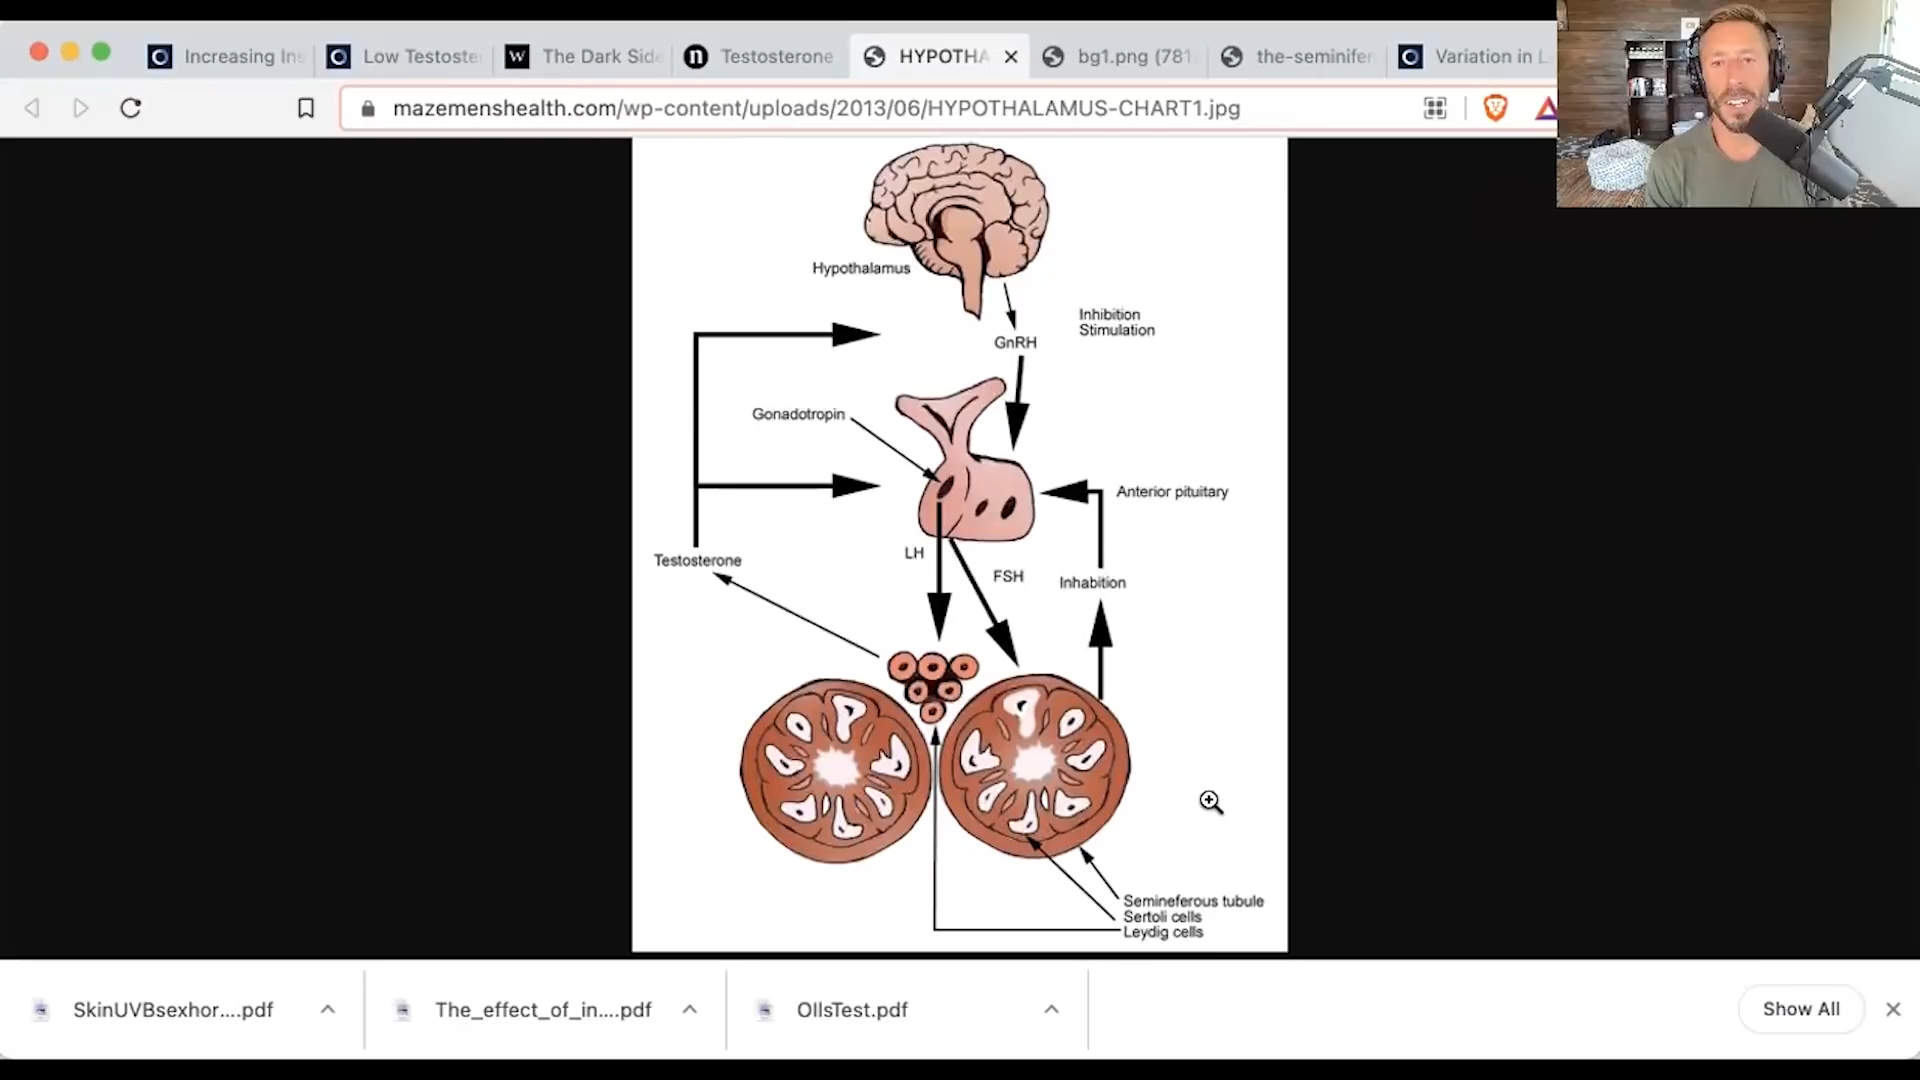 Increasing Ins
Low Testoste
The Dark Side
Testosterone
HYPOTHA
bg1.png (781
the-seminifer
Variation in L
mazemenshealth.com/wp-content/uploads/2013/06/HYPOTHALAMUS-CHART1.jpg
Hypothalamus
Inhibition
Stimulation
GnRH
Gonadotropin
Anterior pituitary
LH
Testosterone
FSH
Inhabition
Semineferous tubule
Sertoli cells
Leydig cells
SkinUVBsexhor....pdf
The_effect_of_in....pdf
OIlsTest.pdf
Show All